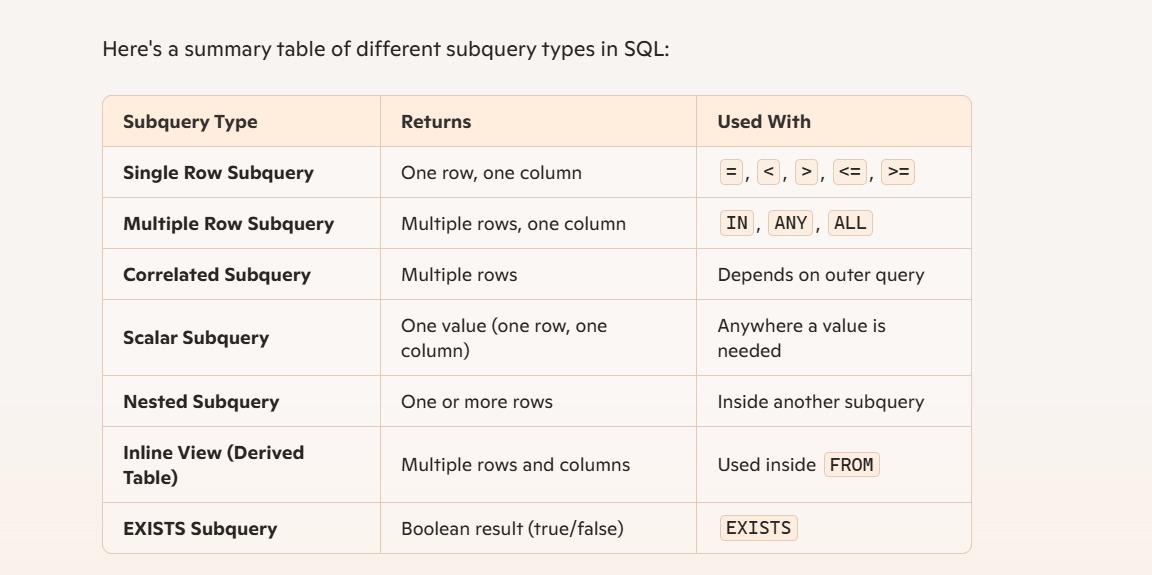 Here's a summary table of different subquery types in SQL:
Subquery Type Returns Used With
Single Row Subquery One row, one column =, <, >, <=, >=
Multiple Row Subquery Multiple rows, one column IN, ANY, ALL
Correlated Subquery Multiple rows Depends on outer query
Scalar Subquery One value (one row, one
column) Anywhere a value is
needed
Nested Subquery One or more rows Inside another subquery
Inline View (Derived
Table) Multiple rows and columns Used inside FROM
EXISTS Subquery Boolean result (true/false) EXISTS